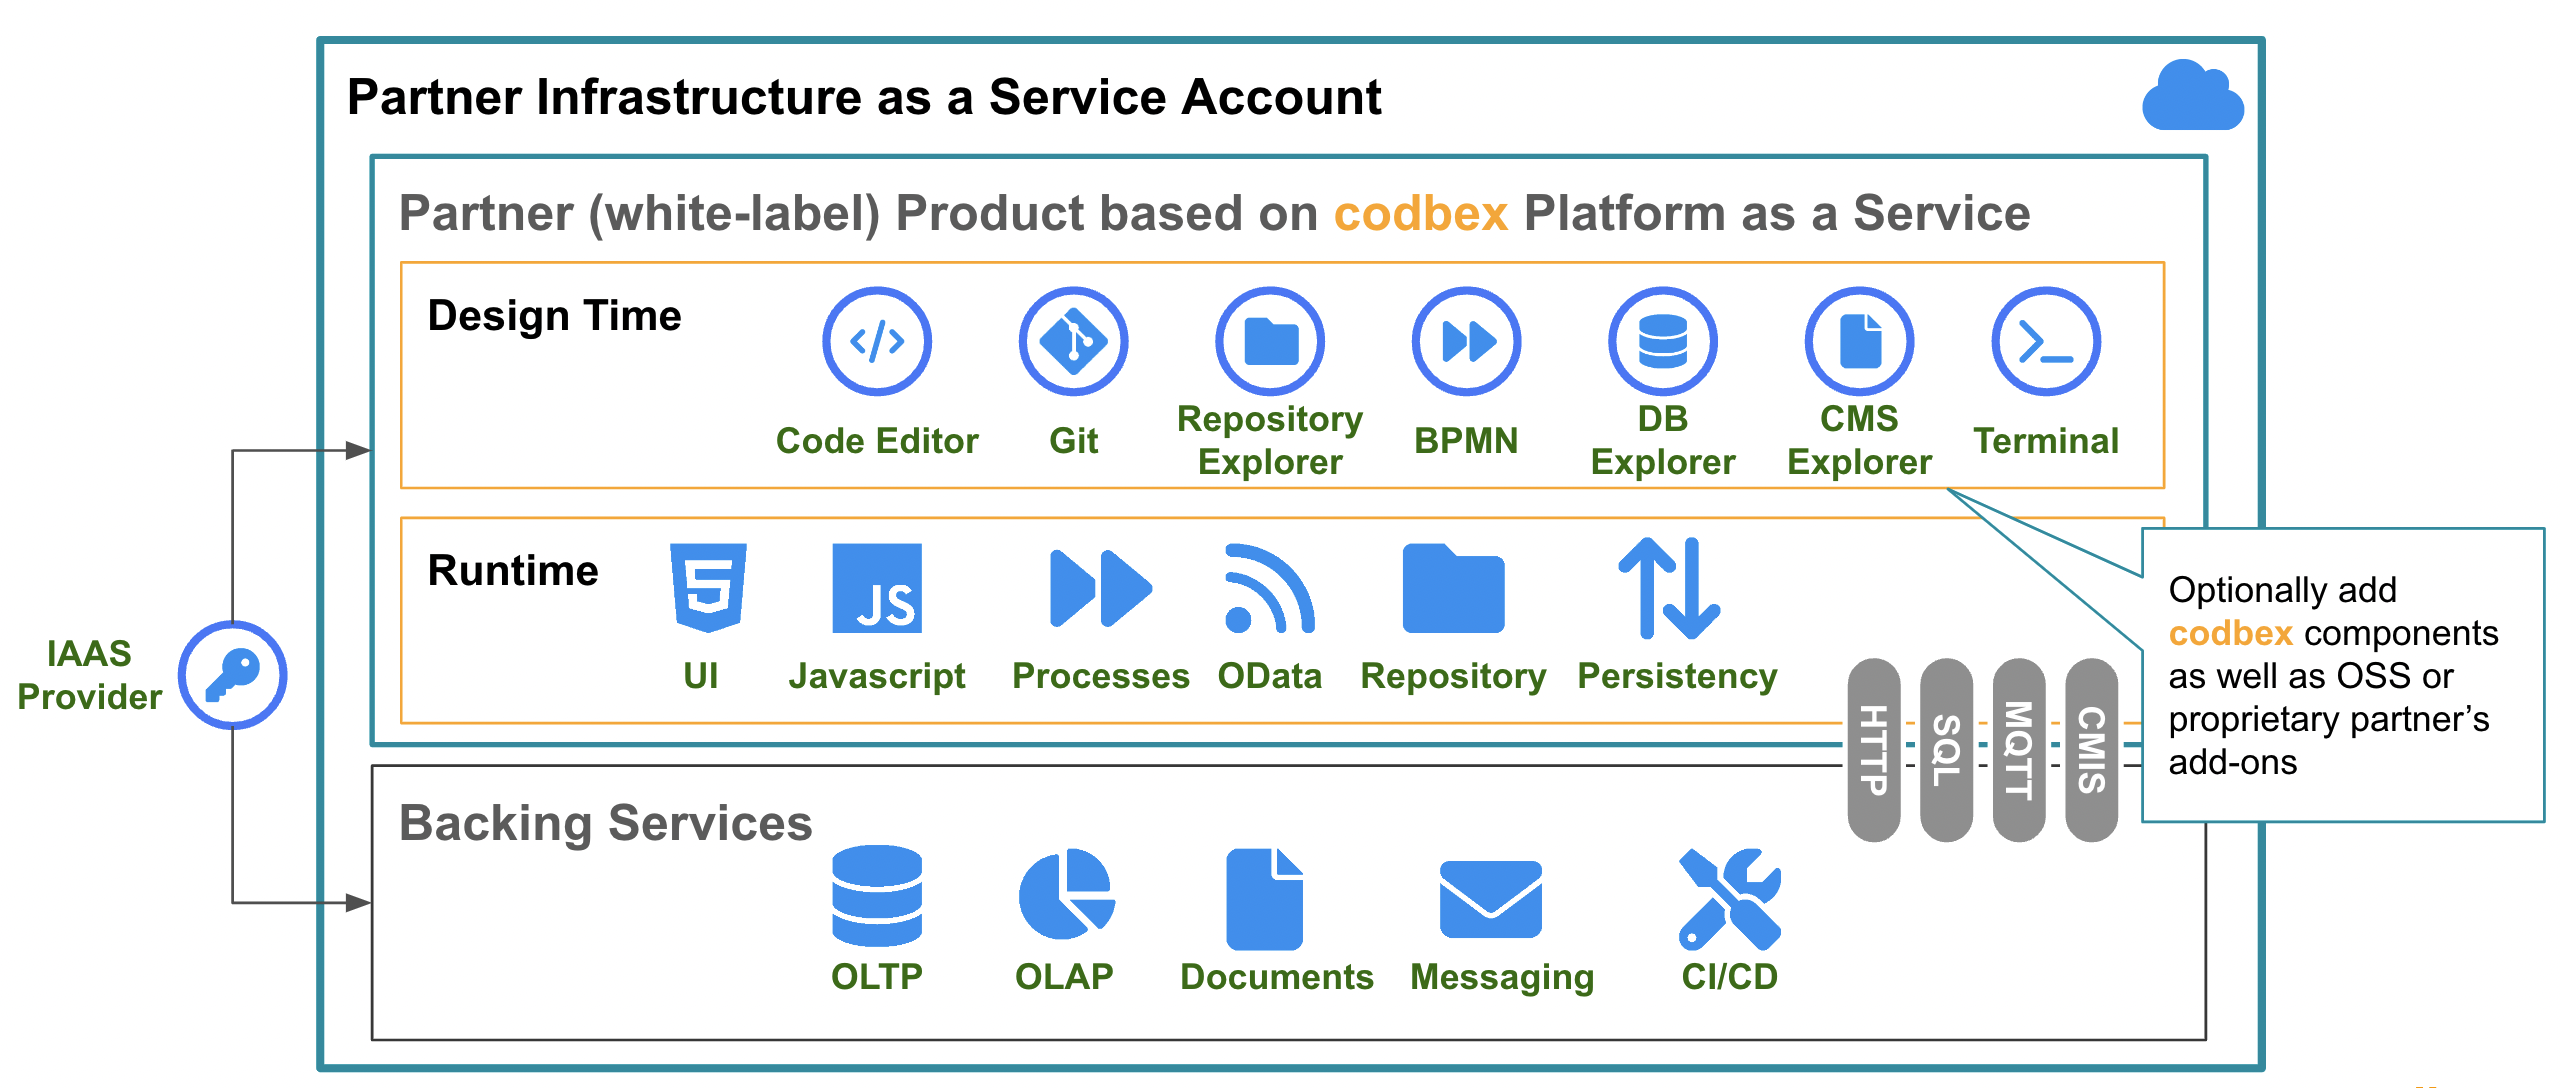 Partner Infrastructure as a Service Account
Partner (white-label) Product based on codbex Platform as a Service
Design Time
Code Editor
Git
Repository
Explorer
BPMN
DB
Explorer
CMS
Explorer
Terminal
Runtime
JS
UI
Javascript
Processes
OData
Repository
Persistency
IAAS
Provider
HTTP
SQL
MQTT
CMIS
Optionally add
codbex components
as well as OSS or
proprietary partner’s
add-ons
Backing Services
OLTP
OLAP
Documents
Messaging
CI/CD